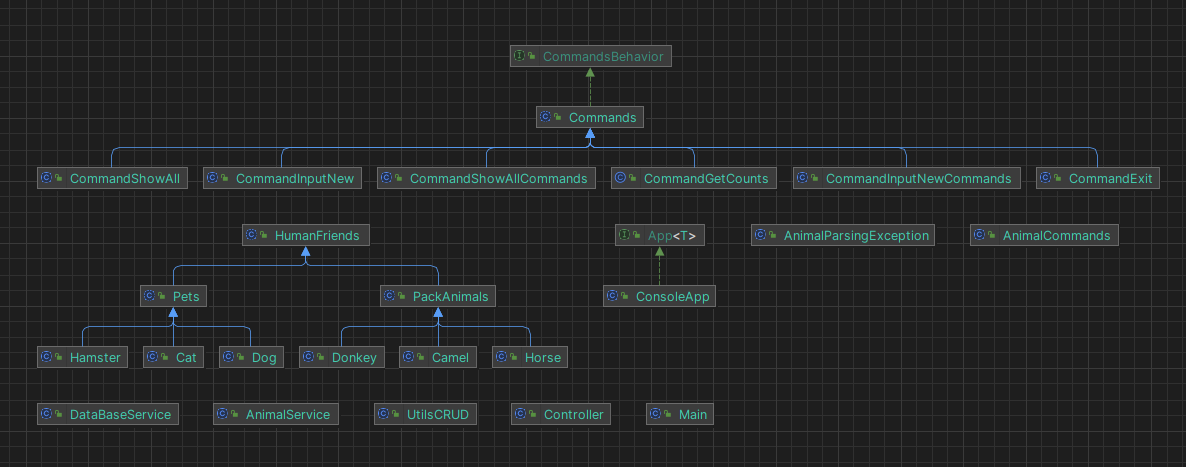 CommandsBehavior
Commands
CommandShowAll CommandInputNew CommandShowAllCommands CommandGetCounts CommandInputNewCommands CommandExit
HumanFriends App<T> AnimalParsingException AnimalCommands
Pets PackAnimals ConsoleApp
Hamster Cat Dog Donkey Camel Horse
DataBaseService AnimalService UtilsCRUD Controller Main